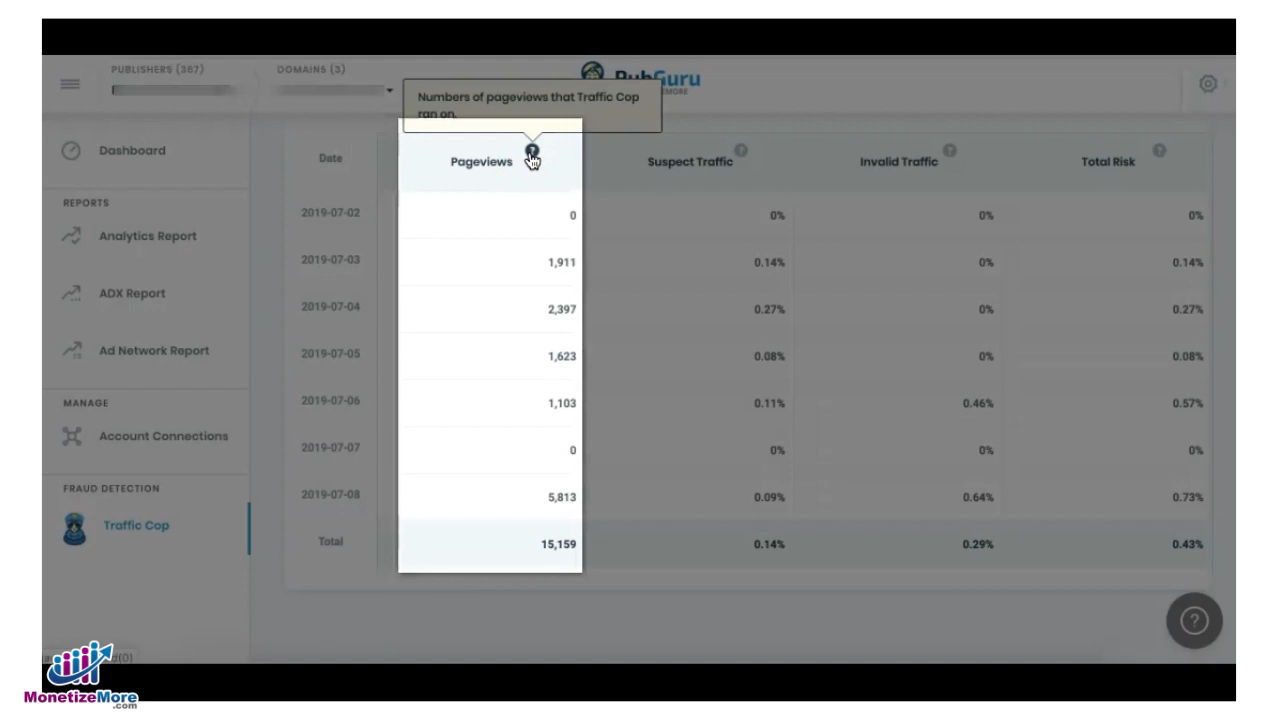 PUBLISHERS (367)
DOMAINS (3)
PubGuru
Numbers of pageviews that Traffic Cop
ran on.
Dashboard
REPORTS
Analytics Report
ADX Report
Ad Network Report
MANAGE
Account Connections
FRAUD DETECTION
Traffic Cop
Date Pageviews Suspect Traffic Invalid Traffic Total Risk
2019-07-02 0 0% 0% 0%
2019-07-03 1,911 0.14% 0% 0.14%
2019-07-04 2,397 0.27% 0% 0.27%
2019-07-05 1,623 0.08% 0% 0.08%
2019-07-06 1,103 0.11% 0.46% 0.57%
2019-07-07 0 0% 0% 0%
2019-07-08 5,813 0.09% 0.64% 0.73%
Total 15,159 0.14% 0.29% 0.43%
?
MonetizeMore
.com